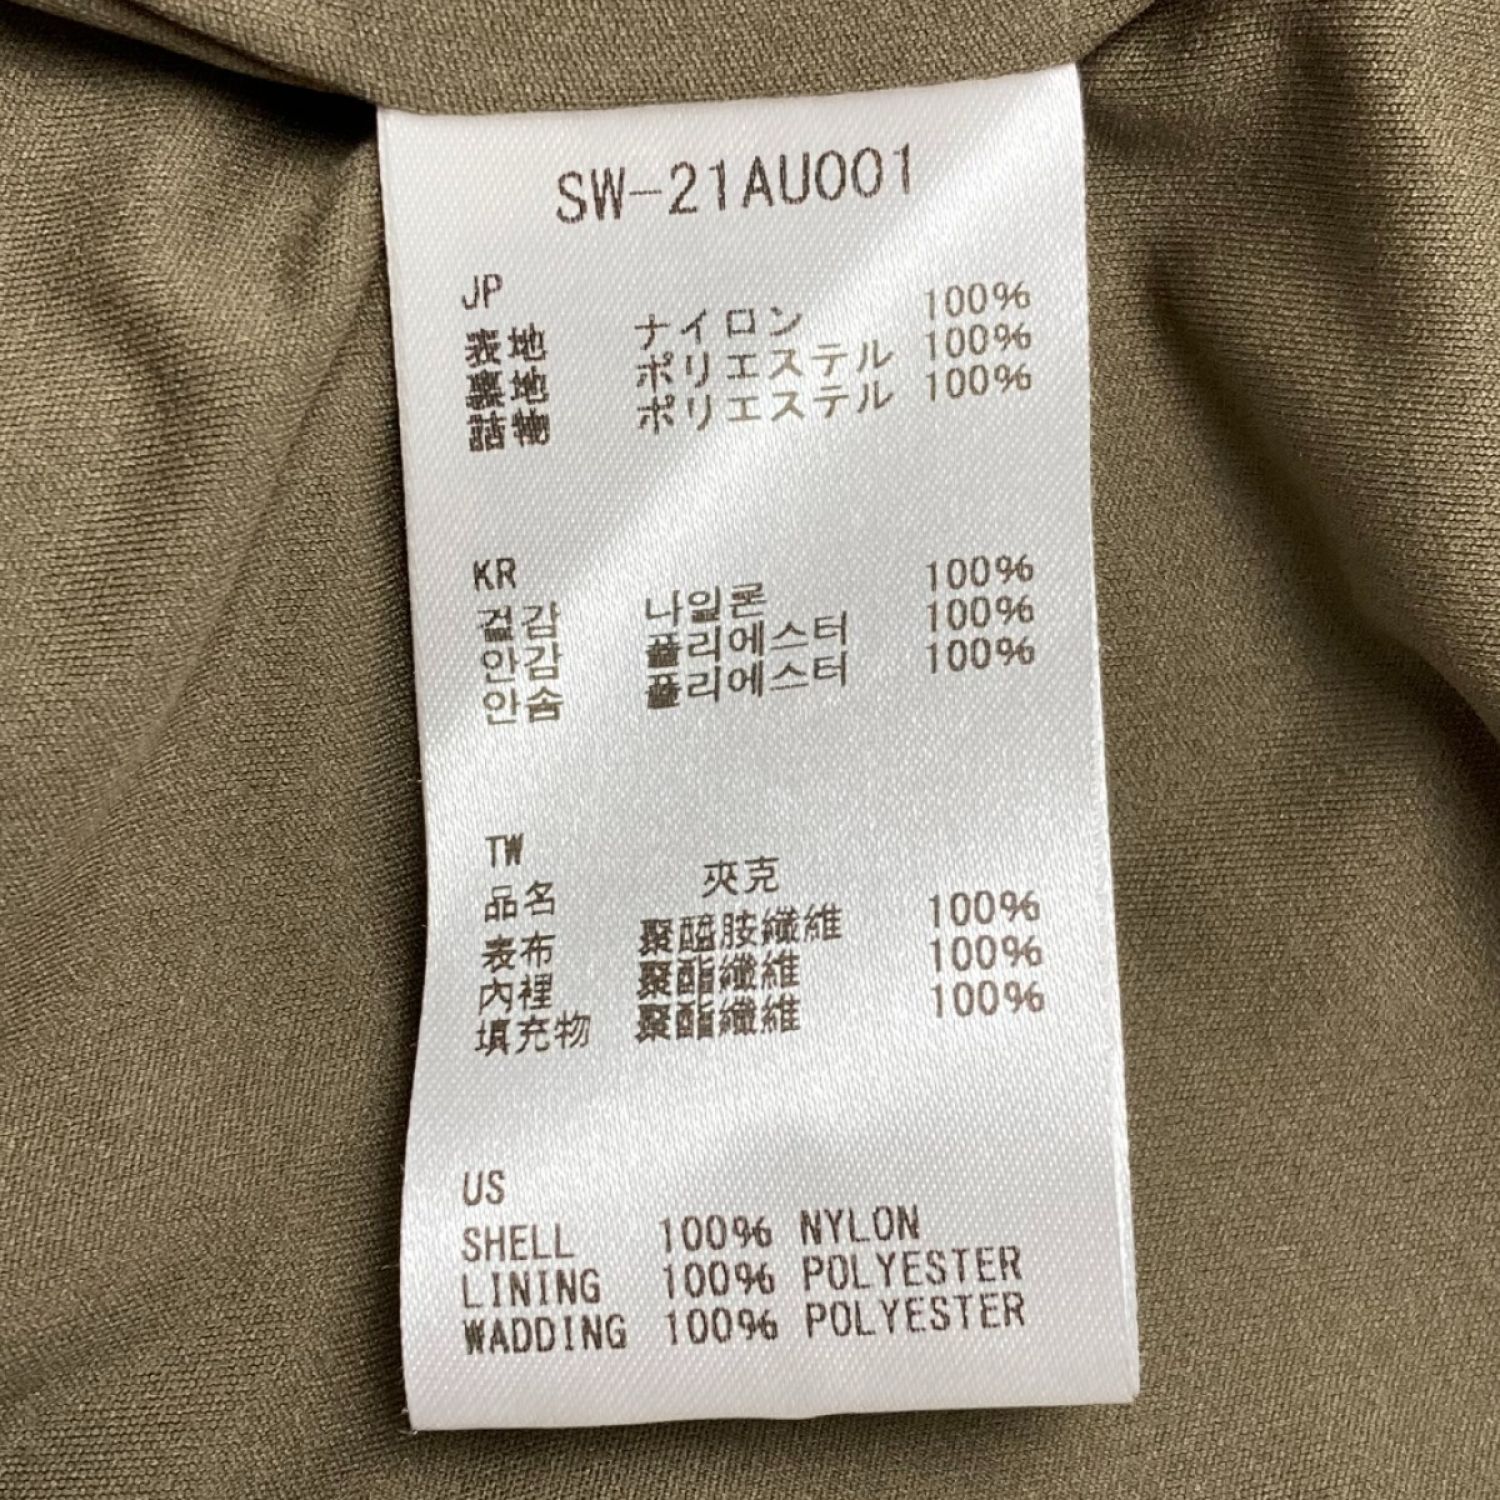 SW-21AU001
JP
表地 ナイロン 100%
裏地 ポリエステル 100%
詰物 ポリエステル 100%
KR
겉감 나일론 100%
안감 폴리에스터 100%
안솜 폴리에스터 100%
TW
品名 夾克
表布 聚醯胺纖維 100%
內裡 聚酯纖維 100%
填充物 聚酯纖維 100%
US
SHELL 100% NYLON
LINING 100% POLYESTER
WADDING 100% POLYESTER